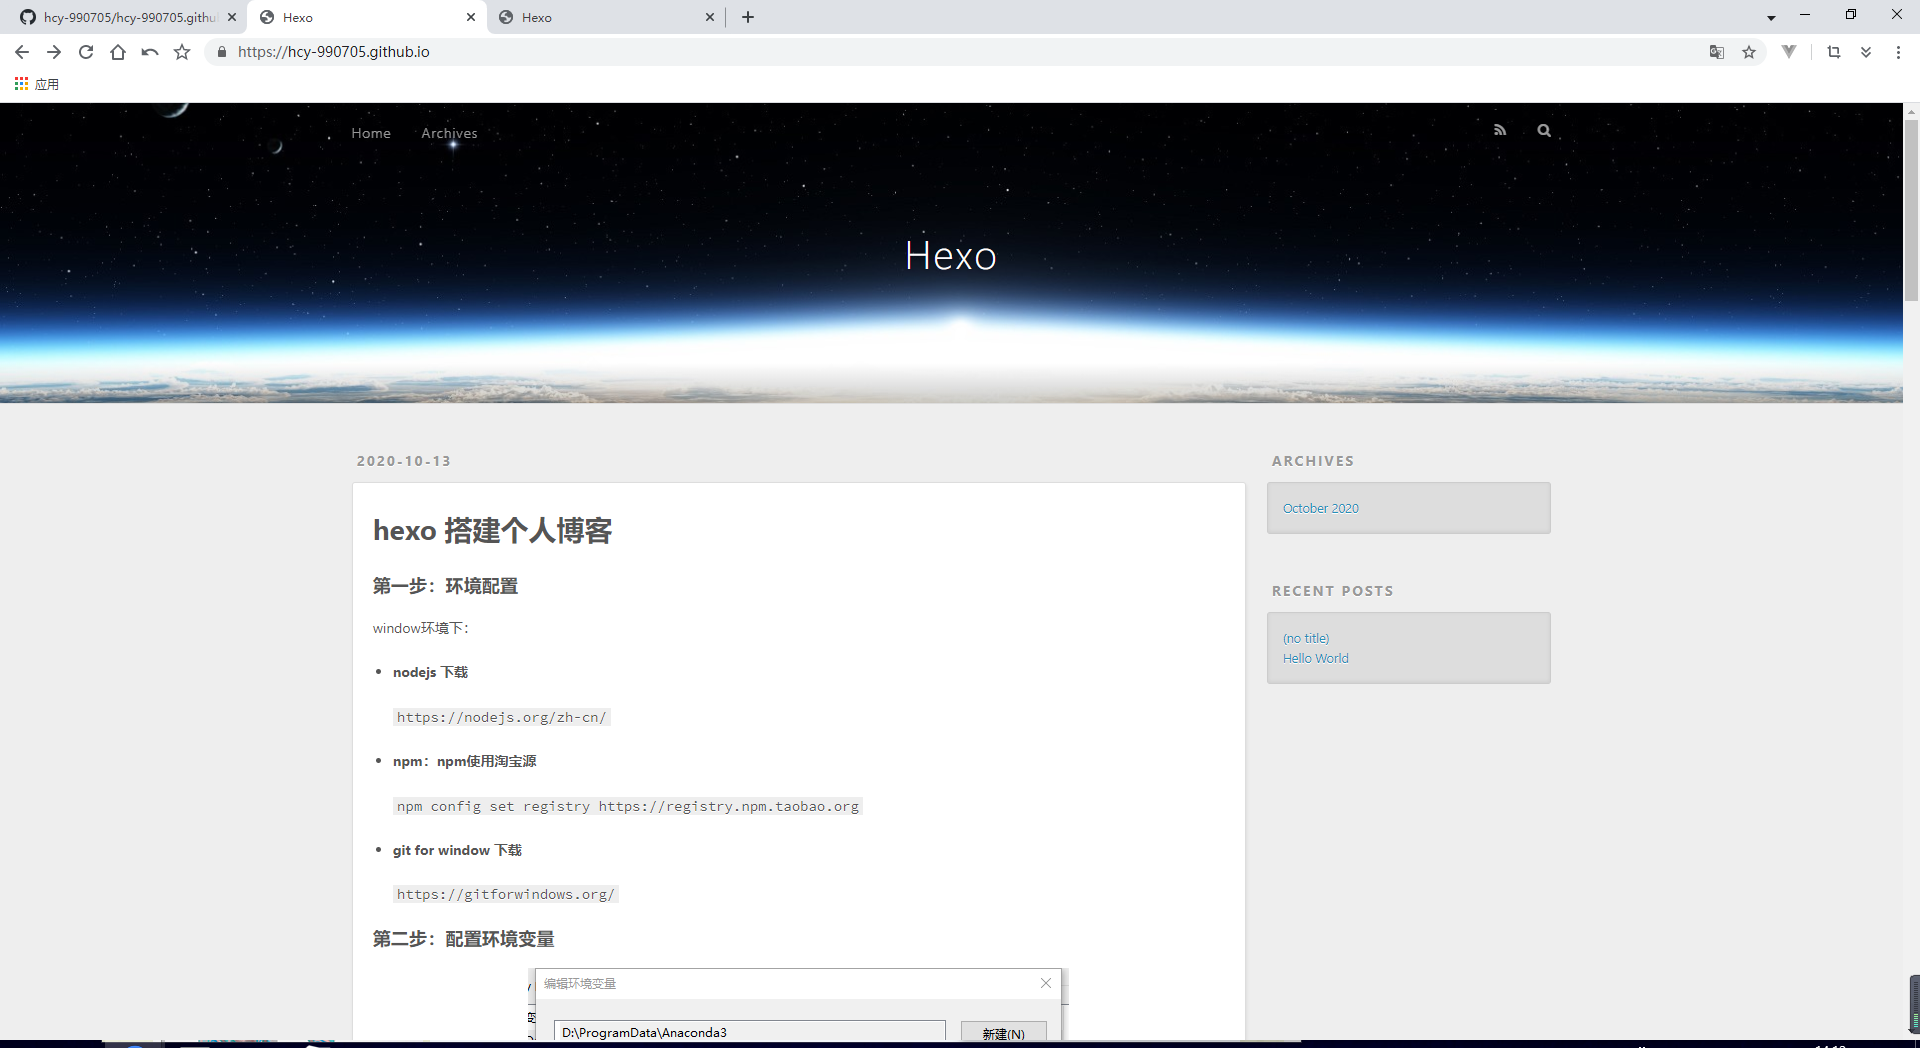 hcy-990705/hcy-990705.githu
Hexo
Hexo
https://hcy-990705.github.io
应用
Home
Archives
Hexo
2020-10-13
hexo 搭建个人博客
第一步：环境配置
window环境下：
nodejs 下载
https://nodejs.org/zh-cn/
npm：npm使用淘宝源
npm config set registry https://registry.npm.taobao.org
git for window 下载
https://gitforwindows.org/
第二步：配置环境变量
编辑环境变量
D:\ProgramData\Anaconda3
新建(N)
ARCHIVES
October 2020
RECENT POSTS
(no title)
Hello World